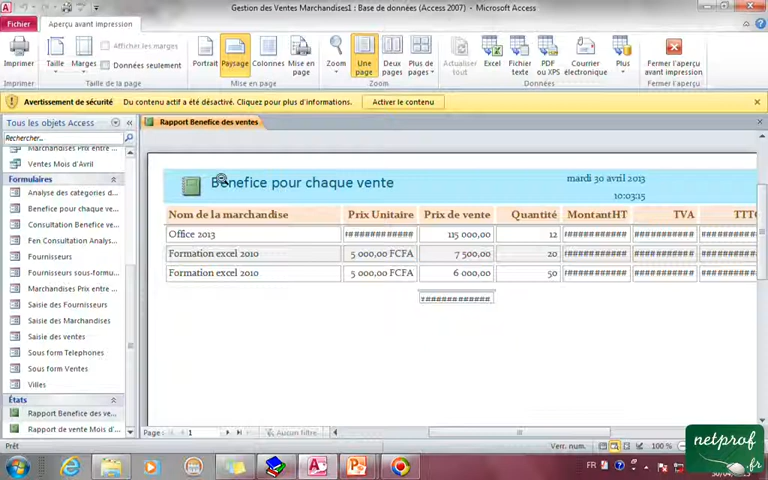 Gestion des Ventes Marchandises1 : Base de données (Access 2007) - Microsoft Access
Fichier
Aperçu avant impression
Imprimer
Taille
Marges
Afficher les marges
Données seulement
Portrait
Paysage
Colonnes
Mise en page
Zoom
Une page
Deux pages
Plus de pages
Actualiser tout
Excel
Fichier texte
PDF ou XPS
Courrier électronique
Plus
Fermer l'aperçu avant impression
Imprimer
Taille de la page
Mise en page
Zoom
Données
Fermer l'aperçu
Avertissement de sécurité
Du contenu actif a été désactivé. Cliquez pour plus d'informations.
Activer le contenu
Tous les objets Access
Rechercher...
Marchandises Prix entre ...
Ventes Mois d'Avril
Formulaires
Analyse des categories d...
Benefice pour chaque ve...
Consultation Benefice ve...
Fen Consultation Analys...
Fournisseurs
Fournisseurs sous-formu...
Marchandises Prix entre ...
Saisie des Fournisseurs
Saisie des Marchandises
Saisie des ventes
Sous form Telephones
Sous form Ventes
Villes
États
Rapport Benefice des ve...
Rapport de vente Mois d'...
Rapport Benefice des ventes
Benefice pour chaque vente
mardi 30 avril 2013
10:03:15
Nom de la marchandise Prix Unitaire Prix de vente Quantité MontantHT TVA TTTC
Office 2013 ############ 115 000,00 12 ########## ########## ########
Formation excel 2010 5 000,00 FCFA 7 500,00 20 ########## ########## ########
Formation excel 2010 5 000,00 FCFA 6 000,00 50 ########## ########## ########
############
Page : 1
Aucun filtre
Prêt
Verr. num.
100 %
FR
netprof
.fr